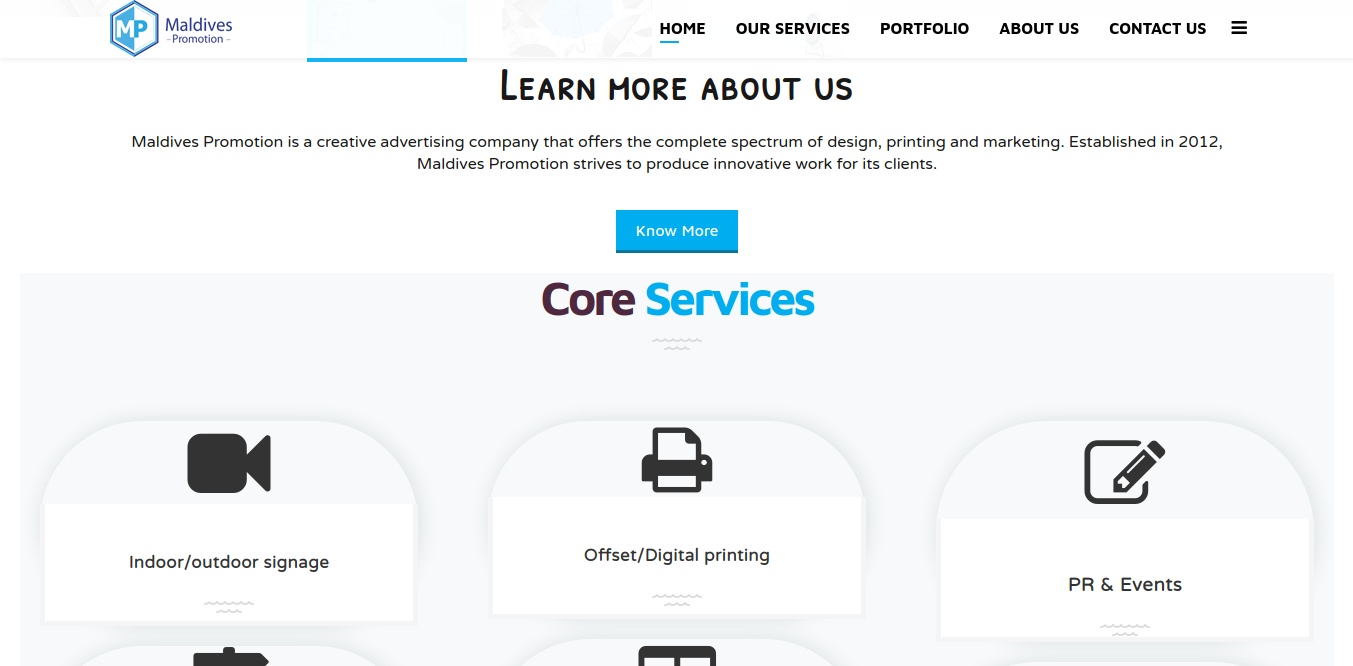 MP Maldives
-Promotion-
HOME OUR SERVICES PORTFOLIO ABOUT US CONTACT US
Learn more about us
Maldives Promotion is a creative advertising company that offers the complete spectrum of design, printing and marketing. Established in 2012,
Maldives Promotion strives to produce innovative work for its clients.
Know More
Core Services
Indoor/outdoor signage
Offset/Digital printing
PR & Events